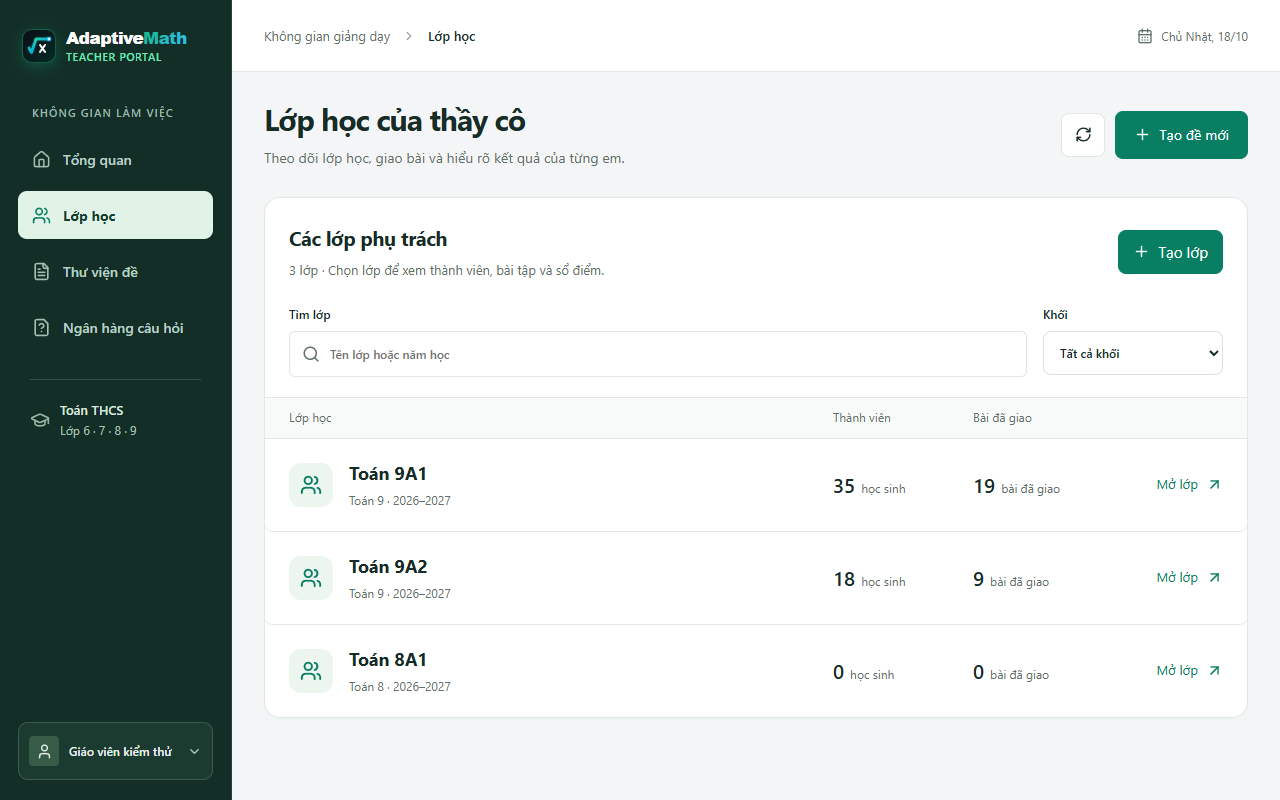 AdaptiveMath
TEACHER PORTAL
KHÔNG GIAN LÀM VIỆC
Tổng quan
Lớp học
Thư viện đề
Ngân hàng câu hỏi
Toán THCS
Lớp 6 · 7 · 8 · 9
Giáo viên kiểm thử
Không gian giảng dạy
Lớp học
Chủ Nhật, 18/10
Lớp học của thầy cô
Theo dõi lớp học, giao bài và hiểu rõ kết quả của từng em.
Tạo đề mới
Các lớp phụ trách
3 lớp · Chọn lớp để xem thành viên, bài tập và sổ điểm.
Tạo lớp
Tìm lớp
Khối
Tên lớp hoặc năm học
Tất cả khối
Lớp học Thành viên Bài đã giao
Toán 9A1
Toán 9 · 2026–2027
35 học sinh
19 bài đã giao
Mở lớp
Toán 9A2
Toán 9 · 2026–2027
18 học sinh
9 bài đã giao
Mở lớp
Toán 8A1
Toán 8 · 2026–2027
0 học sinh
0 bài đã giao
Mở lớp